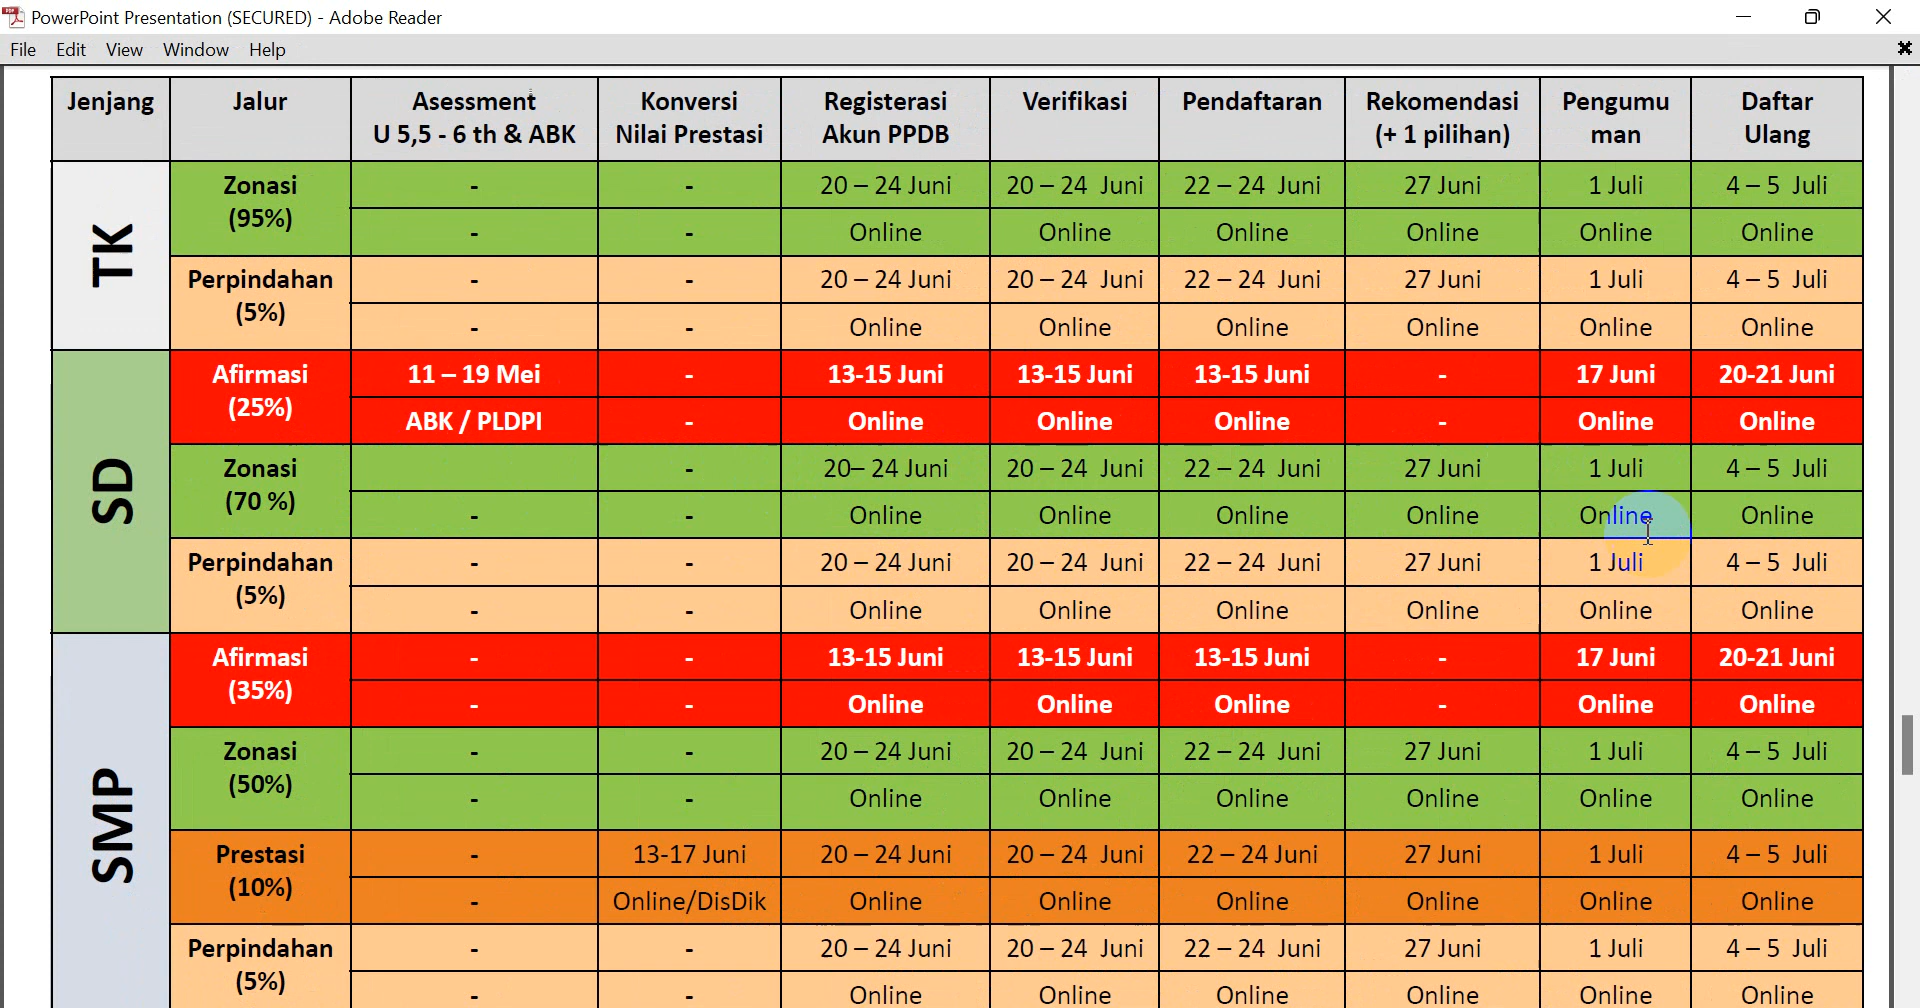 PowerPoint Presentation (SECURED) - Adobe Reader
File Edit View Window Help
Jenjang Jalur Asessment U 5,5 - 6 th & ABK Konversi Nilai Prestasi Registerasi Akun PPDB Verifikasi Pendaftaran Rekomendasi (+ 1 pilihan) Pengumu man Daftar Ulang
TK
Zonasi (95%) - - 20 – 24 Juni 20 – 24 Juni 22 – 24 Juni 27 Juni 1 Juli 4 – 5 Juli
- - Online Online Online Online Online Online
Perpindahan (5%) - - 20 – 24 Juni 20 – 24 Juni 22 – 24 Juni 27 Juni 1 Juli 4 – 5 Juli
- - Online Online Online Online Online Online
SD
Afirmasi (25%) 11 – 19 Mei - 13-15 Juni 13-15 Juni 13-15 Juni - 17 Juni 20-21 Juni
ABK / PLDPI - Online Online Online - Online Online
Zonasi (70 %) - 20– 24 Juni 20 – 24 Juni 22 – 24 Juni 27 Juni 1 Juli 4 – 5 Juli
- - Online Online Online Online Online Online
Perpindahan (5%) - - 20 – 24 Juni 20 – 24 Juni 22 – 24 Juni 27 Juni 1 Juli 4 – 5 Juli
- - Online Online Online Online Online Online
SMP
Afirmasi (35%) - - 13-15 Juni 13-15 Juni 13-15 Juni - 17 Juni 20-21 Juni
- - Online Online Online - Online Online
Zonasi (50%) - - 20 – 24 Juni 20 – 24 Juni 22 – 24 Juni 27 Juni 1 Juli 4 – 5 Juli
- - Online Online Online Online Online Online
Prestasi (10%) - 13-17 Juni 20 – 24 Juni 20 – 24 Juni 22 – 24 Juni 27 Juni 1 Juli 4 – 5 Juli
- Online/DisDik Online Online Online Online Online Online
Perpindahan (5%) - - 20 – 24 Juni 20 – 24 Juni 22 – 24 Juni 27 Juni 1 Juli 4 – 5 Juli
- - Online Online Online Online Online Online